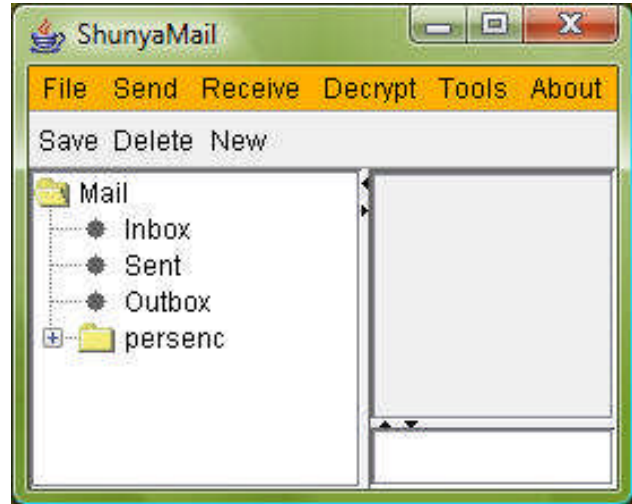 ShunyaMail
File Send Receive Decrypt Tools About
Save Delete New
Mail
Inbox
Sent
Outbox
persenc